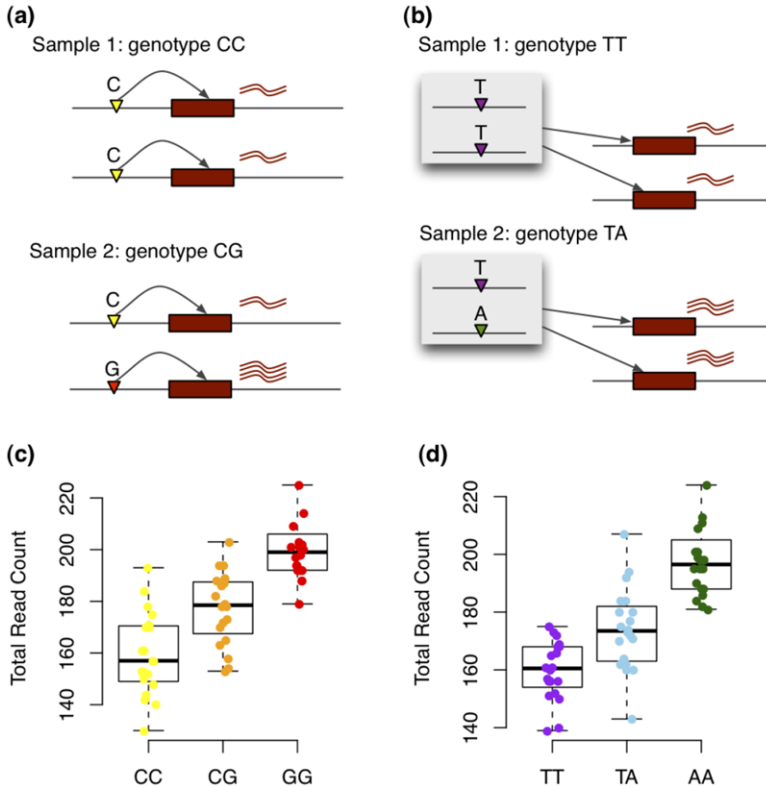 (a)
Sample 1: genotype CC
C
C
Sample 2: genotype CG
C
G
(b)
Sample 1: genotype TT
T
T
Sample 2: genotype TA
T
A
(c)
Total Read Count
220
200
180
160
140
CC CG GG
(d)
Total Read Count
220
200
180
160
140
TT TA AA